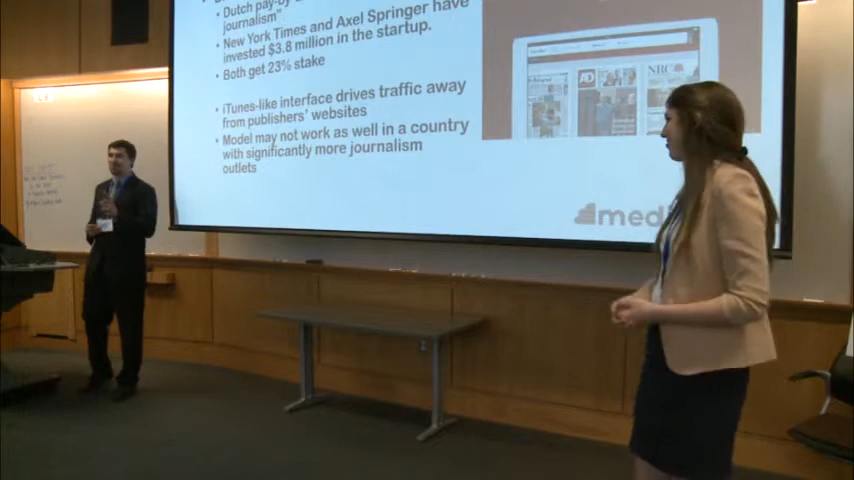 Dutch pay-by
journalism"
• New York Times and Axel Springer have
invested $3.8 million in the startup.
• Both get 23% stake
• iTunes-like interface drives traffic away
from publishers' websites
• Model may not work as well in a country
with significantly more journalism
outlets
AD
NRC
medi